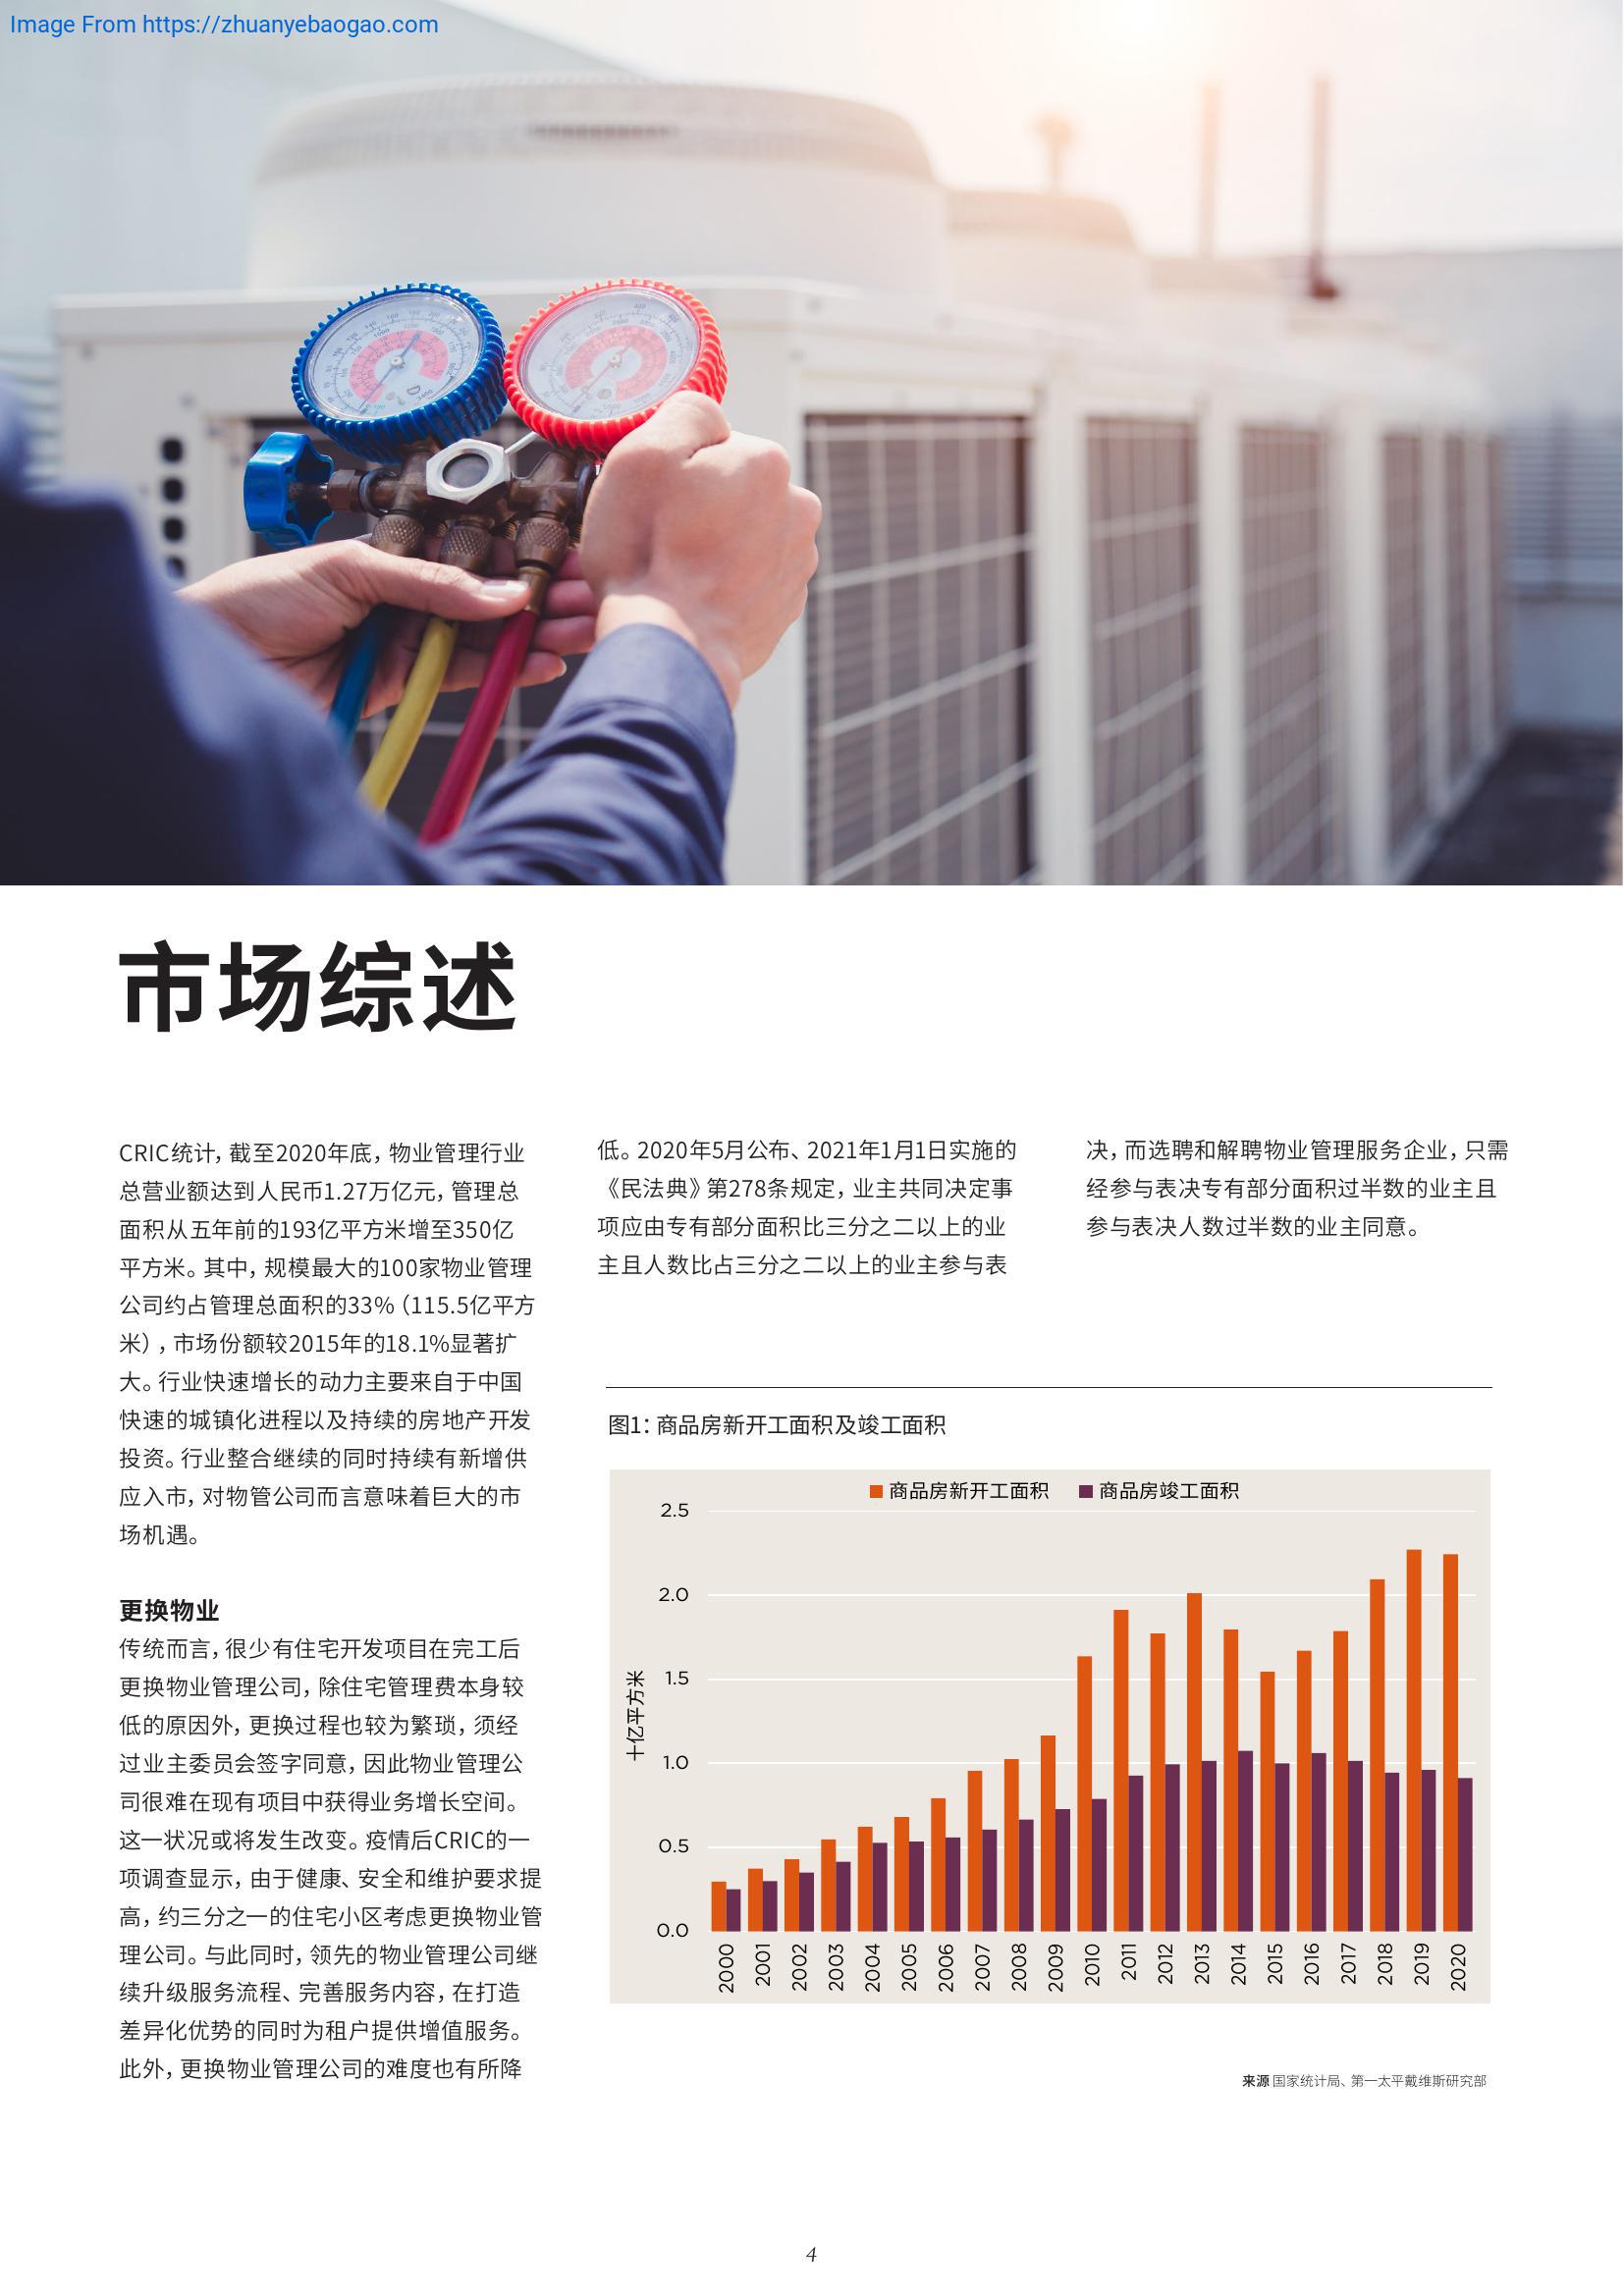 Image From https://zhuanyebaogao.com
市场综述
CRIC统计，截至2020年底，物业管理行业
总营业额达到人民币1.27万亿元，管理总
面积从五年前的193亿平方米增至350亿
平方米。其中，规模最大的100家物业管理
公司约占管理总面积的33%（115.5亿平方
米），市场份额较2015年的18.1%显著扩
大。行业快速增长的动力主要来自于中国
快速的城镇化进程以及持续的房地产开发
投资。行业整合继续的同时持续有新增供
应入市，对物管公司而言意味着巨大的市
场机遇。
更换物业
传统而言，很少有住宅开发项目在完工后
更换物业管理公司，除住宅管理费本身较
低的原因外，更换过程也较为繁琐，须经
过业主委员会签字同意，因此物业管理公
司很难在现有项目中获得业务增长空间。
这一状况或将发生改变。疫情后CRIC的一
项调查显示，由于健康、安全和维护要求提
高，约三分之一的住宅小区考虑更换物业管
理公司。与此同时，领先的物业管理公司继
续升级服务流程、完善服务内容，在打造
差异化优势的同时为租户提供增值服务。
此外，更换物业管理公司的难度也有所降
低。2020年5月公布、2021年1月1日实施的
《民法典》第278条规定，业主共同决定事
项应由专有部分面积比三分之二以上的业
主且人数比占三分之二以上的业主参与表
决，而选聘和解聘物业管理服务企业，只需
经参与表决专有部分面积过半数的业主且
参与表决人数过半数的业主同意。
图1：商品房新开工面积及竣工面积
商品房新开工面积 商品房竣工面积
2.5
2.0
1.5
1.0
0.5
0.0
十亿平方米
2000 2001 2002 2003 2004 2005 2006 2007 2008 2009 2010 2011 2012 2013 2014 2015 2016 2017 2018 2019 2020
来源 国家统计局、第一太平戴维斯研究部
4